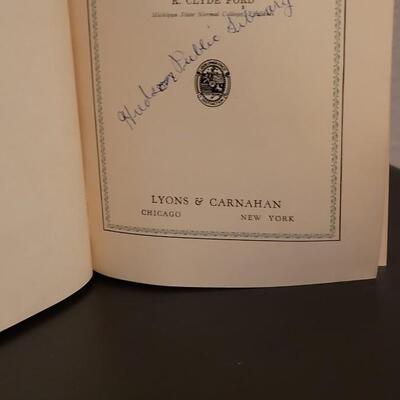 R. CLYDE FORD
Michigan State Normal College
Hudson Public Library
LYONS & CARNAHAN
CHICAGO NEW YORK